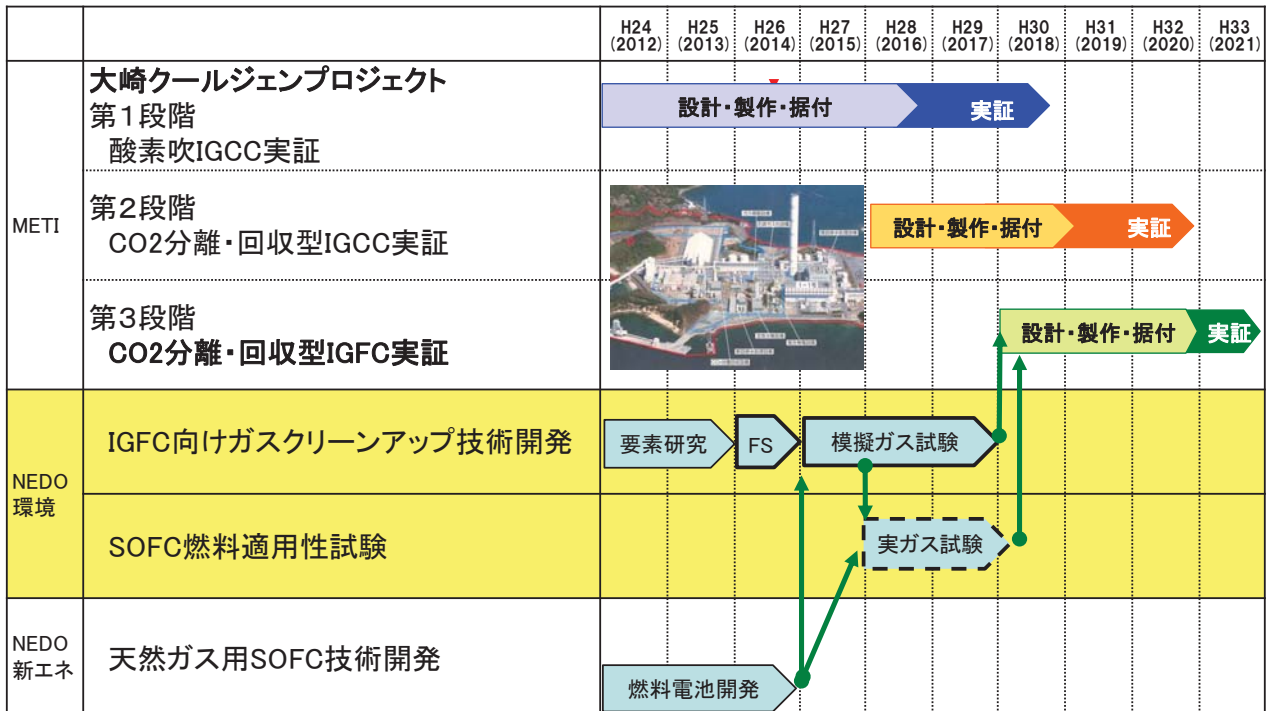 H24 H25 H26 H27 H28 H29 H30 H31 H32 H33
(2012) (2013) (2014) (2015) (2016) (2017) (2018) (2019) (2020) (2021)
METI
大崎クールジェンプロジェクト
第１段階
酸素吹IGCC実証
設計・製作・据付
実証
第２段階
CO2分離・回収型IGCC実証
設計・製作・据付
実証
第３段階
CO2分離・回収型IGFC実証
設計・製作・据付
実証
NEDO
環境
IGFC向けガスクリーンアップ技術開発
要素研究
FS
模擬ガス試験
SOFC燃料適用性試験
実ガス試験
NEDO
新エネ
天然ガス用SOFC技術開発
燃料電池開発